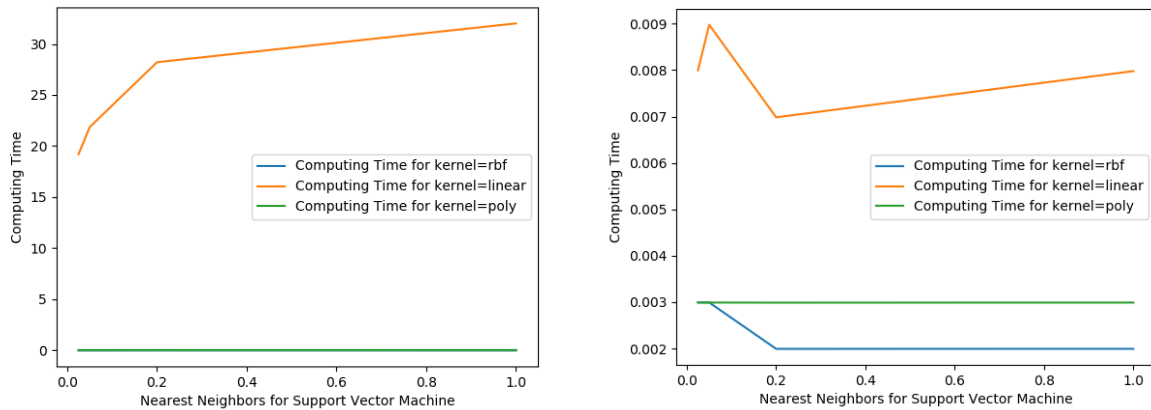 30
25
20
15
10
5
0
0.0 0.2 0.4 0.6 0.8 1.0
Computing Time
Nearest Neighbors for Support Vector Machine
Computing Time for kernel=rbf
Computing Time for kernel=linear
Computing Time for kernel=poly
0.009
0.008
0.007
0.006
0.005
0.004
0.003
0.002
0.0 0.2 0.4 0.6 0.8 1.0
Computing Time
Nearest Neighbors for Support Vector Machine
Computing Time for kernel=rbf
Computing Time for kernel=linear
Computing Time for kernel=poly